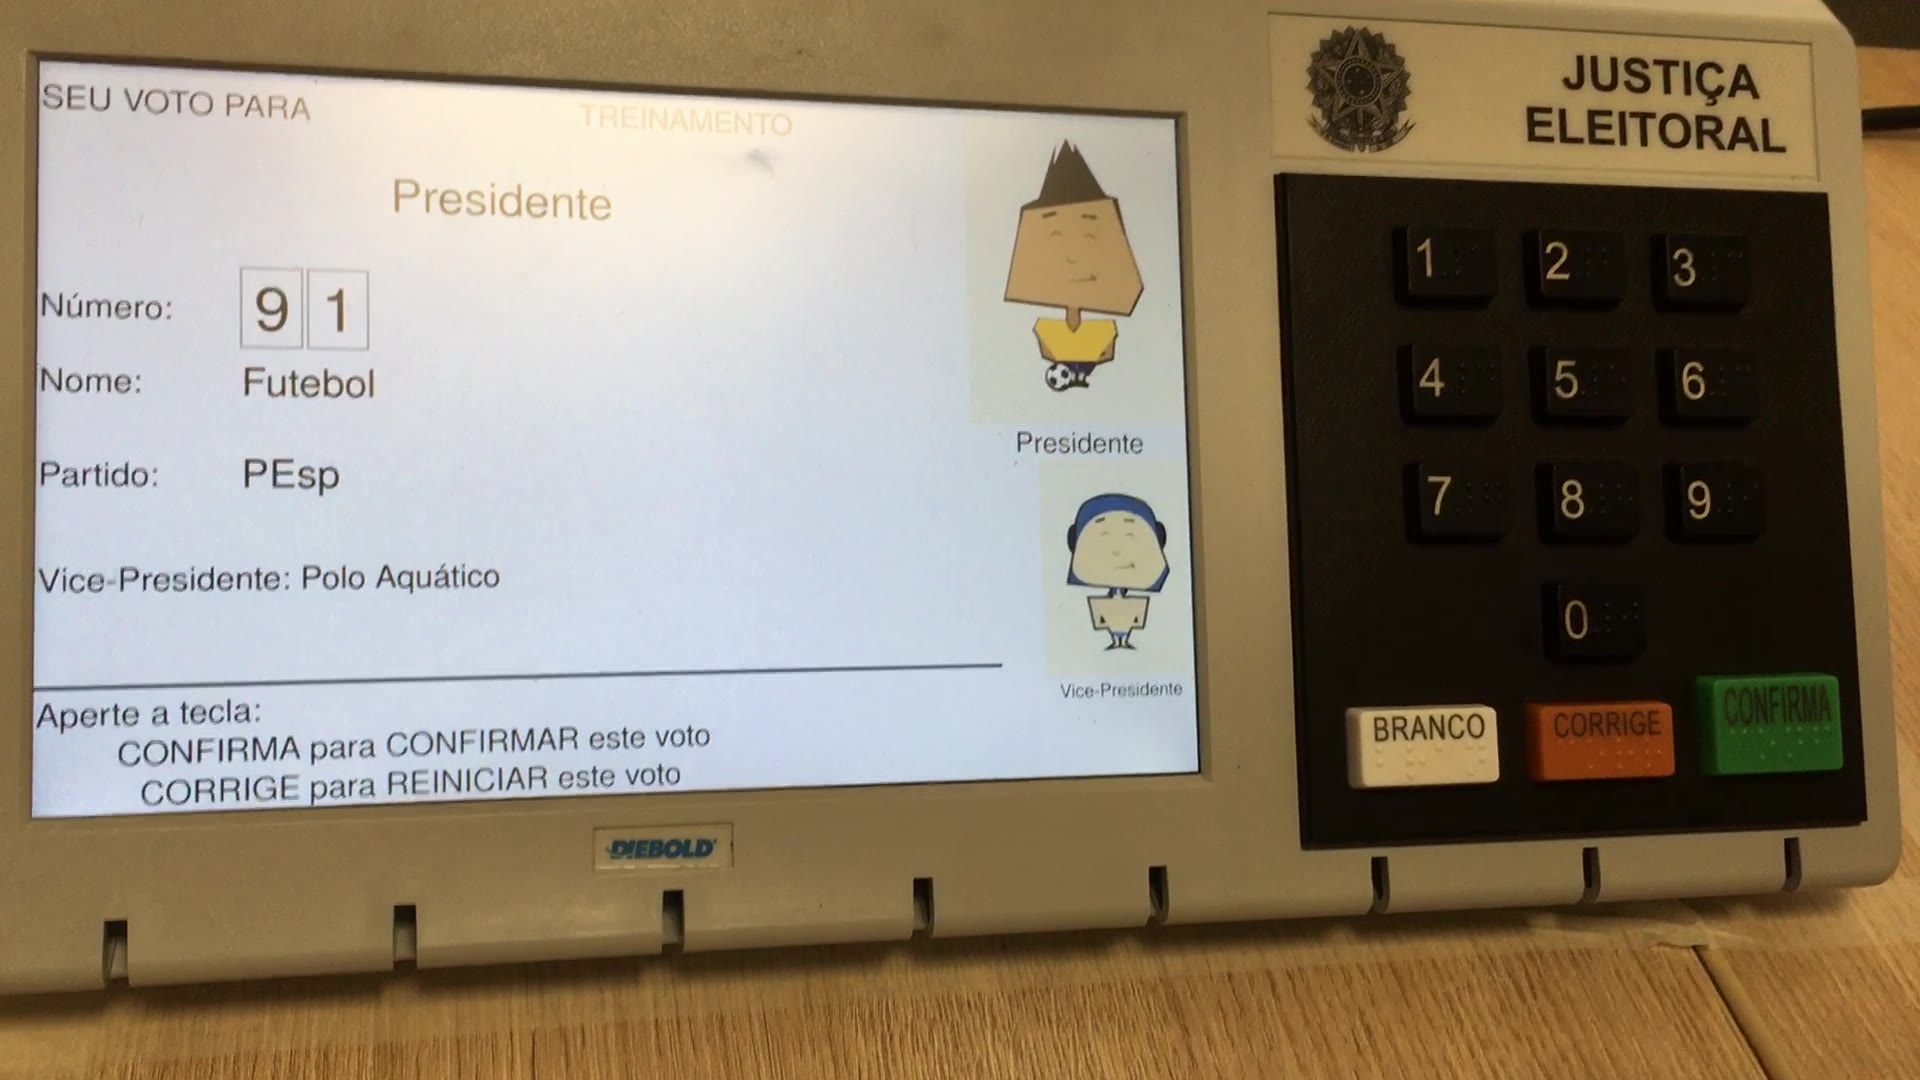 SEU VOTO PARA
TREINAMENTO
Presidente
Número: 9 1
Nome: Futebol
Partido: PEsp
Vice-Presidente: Polo Aquático
Presidente
Vice-Presidente
Aperte a tecla:
CONFIRMA para CONFIRMAR este voto
CORRIGE para REINICIAR este voto
DIEBOLD
JUSTIÇA
ELEITORAL
1 2 3
4 5 6
7 8 9
0
BRANCO CORRIGE CONFIRMA